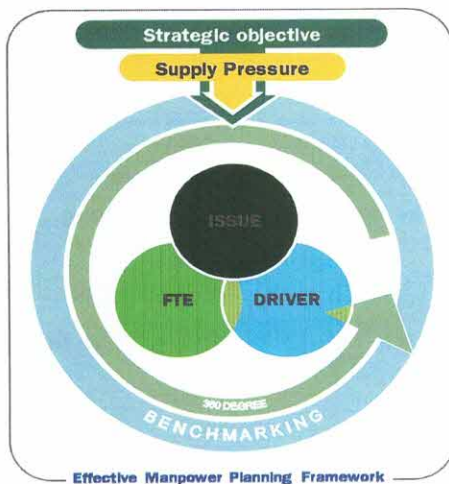 Strategic objective
Supply Pressure
ISSUE
FTE
DRIVER
360 DEGREE
BENCHMARKING
Effective Manpower Planning Framework